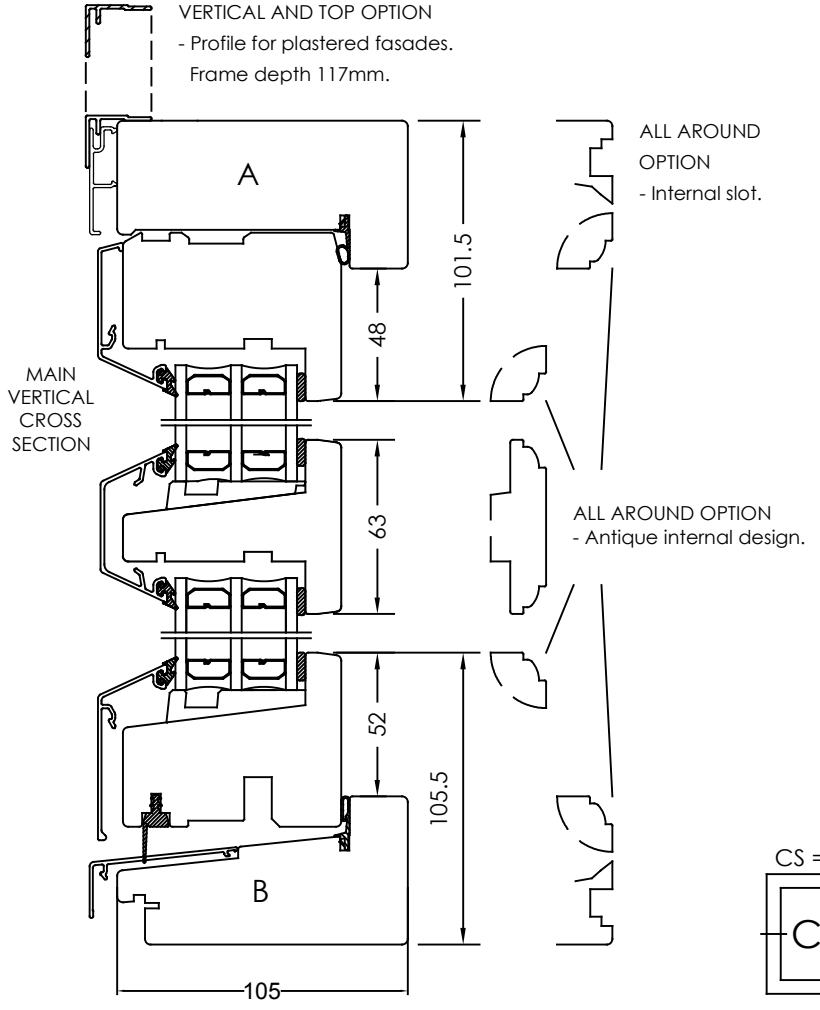 VERTICAL AND TOP OPTION
- Profile for plastered fasades.
Frame depth 117mm.
A
ALL AROUND
OPTION
- Internal slot.
101.5
48
MAIN
VERTICAL
CROSS
SECTION
63
ALL AROUND OPTION
- Antique internal design.
52
105.5
B
CS =
C
105